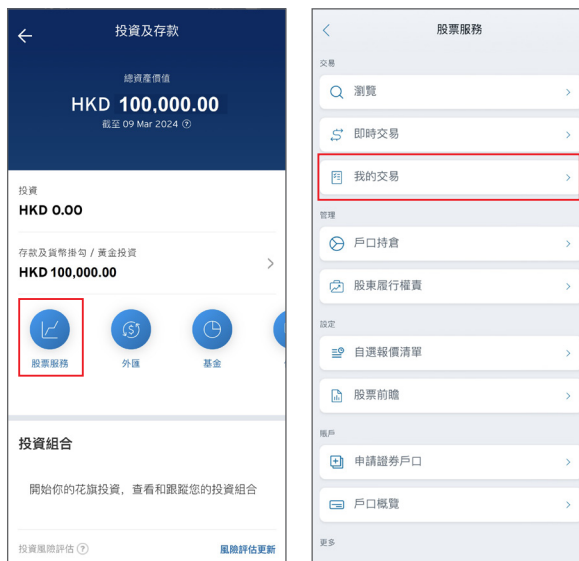 投資及存款
總資產價值
HKD 100,000.00
截至 09 Mar 2024 ?
投資
HKD 0.00
存款及貨幣掛勾 / 黃金投資
HKD 100,000.00
股票服務
外匯
基金
投資組合
開始你的花旗投資，查看和跟蹤您的投資組合
投資風險評估 ?
風險評估更新
股票服務
交易
瀏覽
即時交易
我的交易
管理
戶口持倉
股東履行權責
設定
自選報價清單
股票前瞻
賬戶
申請證券戶口
戶口概覽
更多